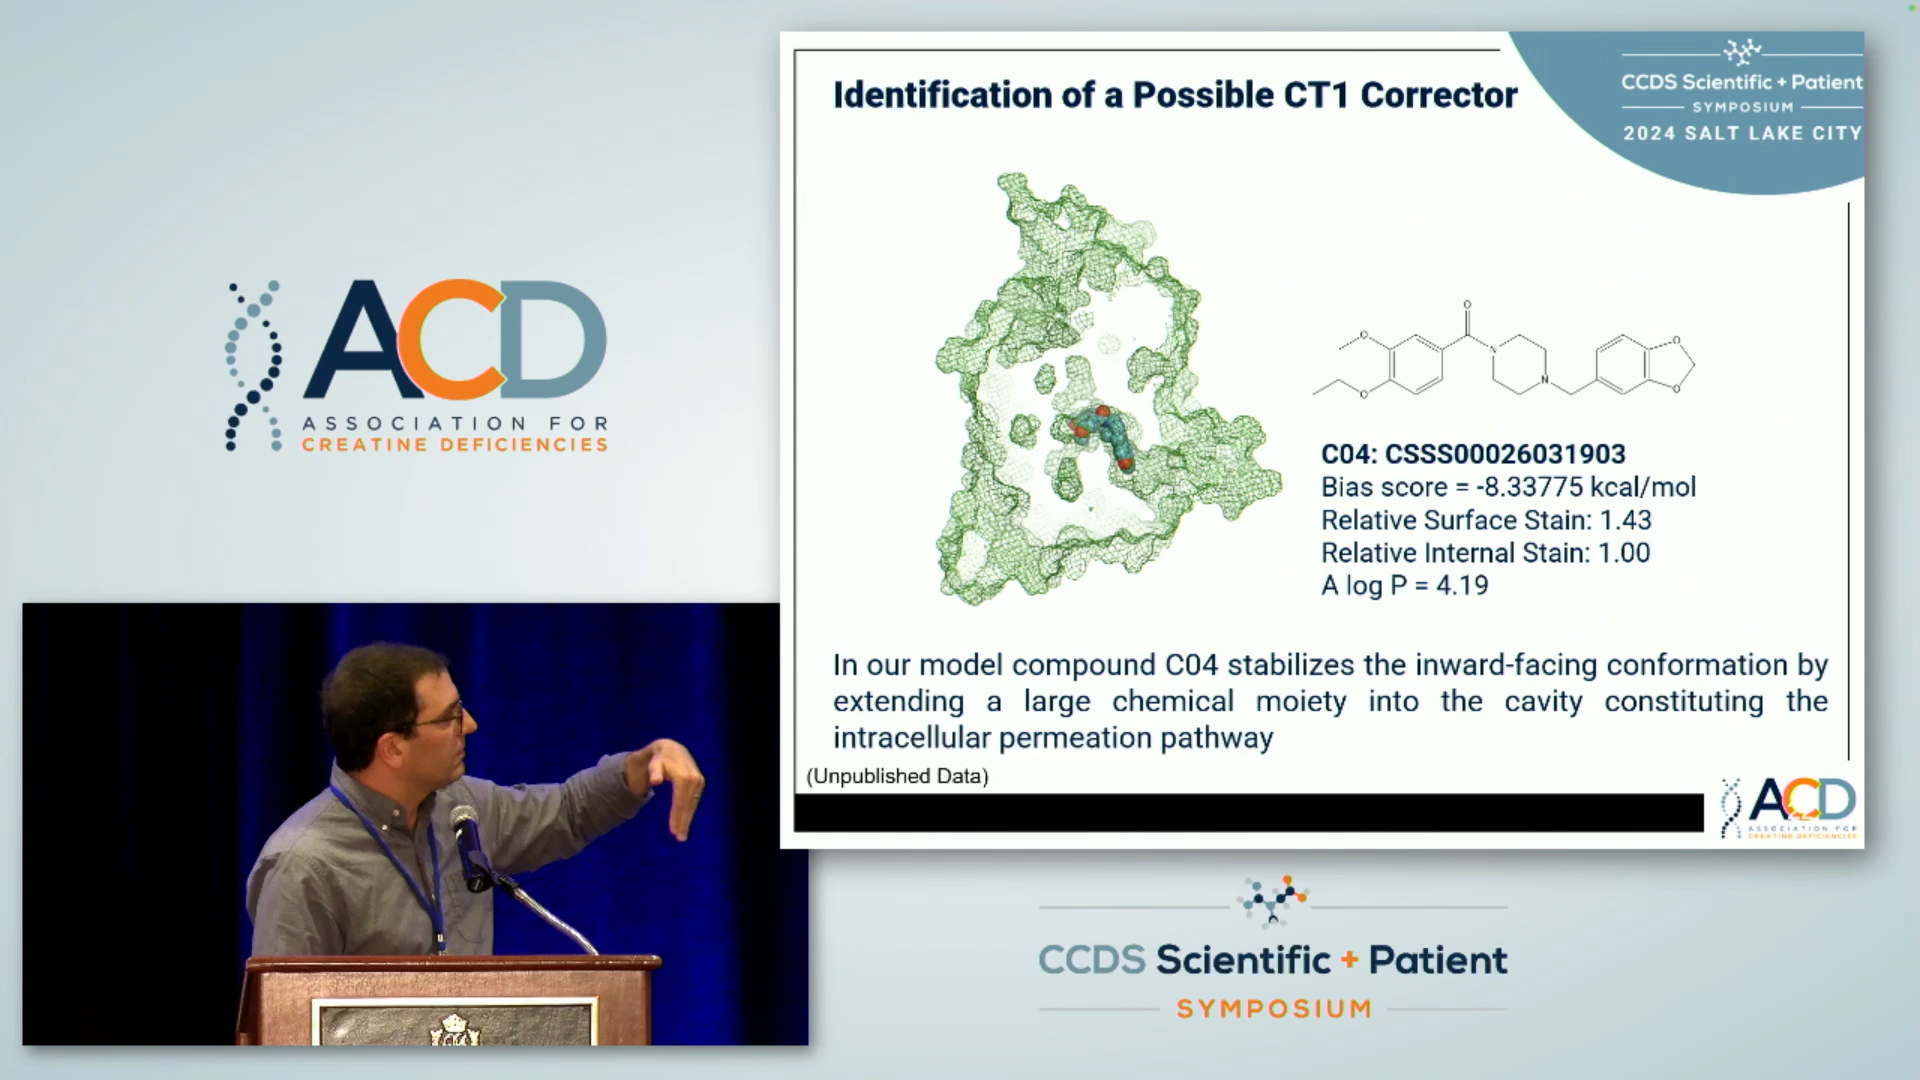 ACD
ASSOCIATION FOR
CREATINE DEFICIENCIES
Identification of a Possible CT1 Corrector
CCDS Scientific + Patient
SYMPOSIUM
2024 SALT LAKE CITY
O
O
O
N
N
O
O
C04: CSSS00026031903
Bias score = -8.33775 kcal/mol
Relative Surface Stain: 1.43
Relative Internal Stain: 1.00
A log P = 4.19
In our model compound C04 stabilizes the inward-facing conformation by
extending a large chemical moiety into the cavity constituting the
intracellular permeation pathway
(Unpublished Data)
ACD
ASSOCIATION FOR
CREATINE DEFICIENCIES
CCDS Scientific + Patient
SYMPOSIUM